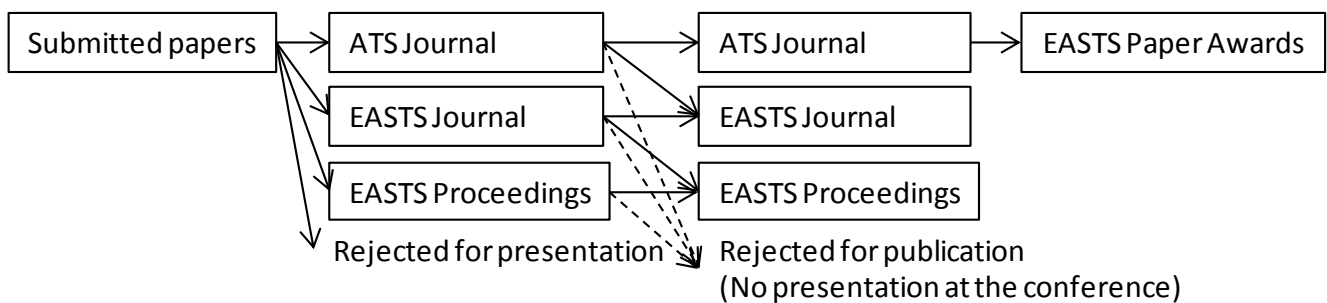 Submitted papers
ATS Journal
ATS Journal
EASTS Paper Awards
EASTS Journal
EASTS Journal
EASTS Proceedings
EASTS Proceedings
Rejected for presentation
Rejected for publication
(No presentation at the conference)